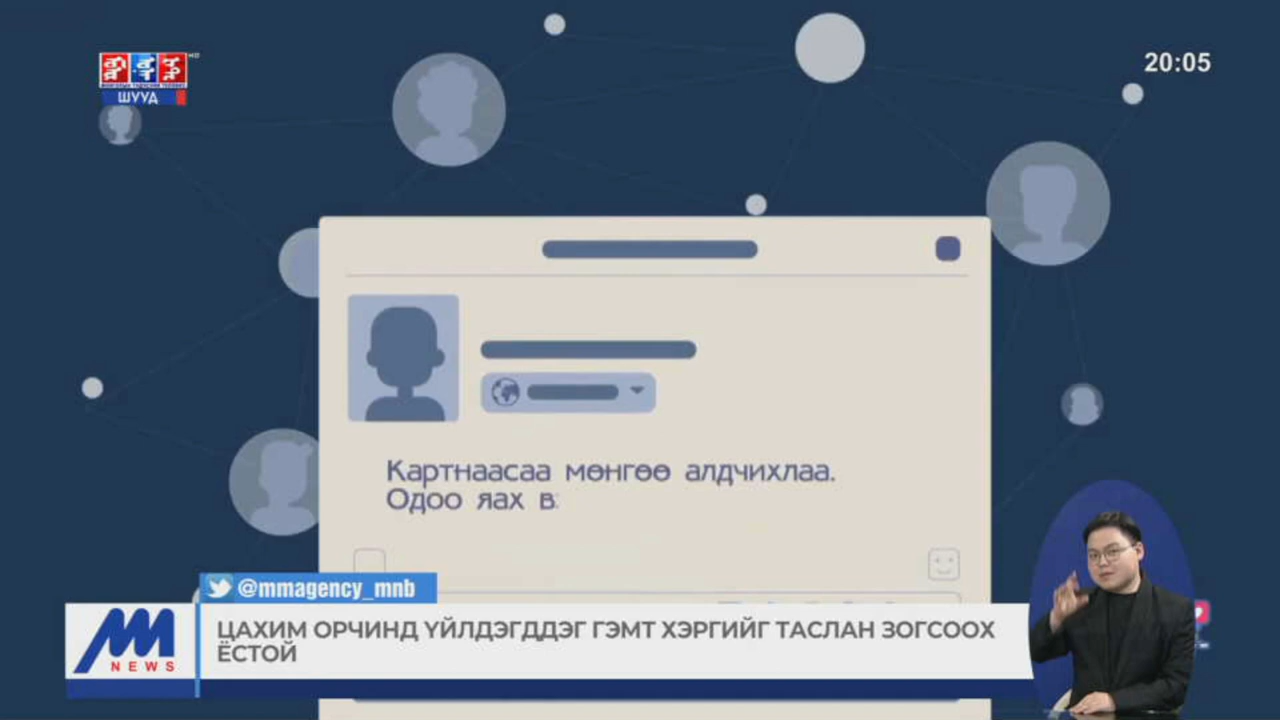 ШУУД
20:05
Картнаасаа мөнгөө алдчихлаа.
Одоо яах в
@mmagency_mnb
ЦАХИМ ОРЧИНД ҮЙЛДЭГДДЭГ ГЭМТ ХЭРГИЙГ ТАСЛАН ЗОГСООХ
ЁСТОЙ
NEWS